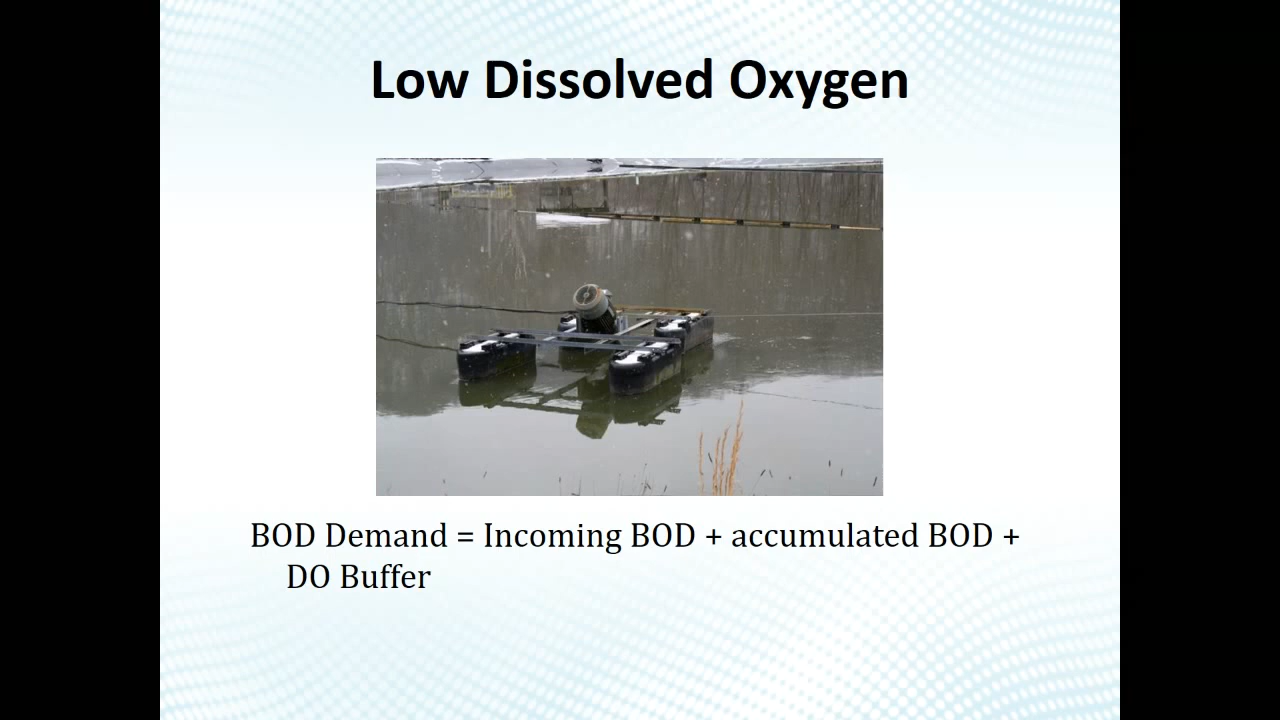 Low Dissolved Oxygen
BOD Demand = Incoming BOD + accumulated BOD +
DO Buffer